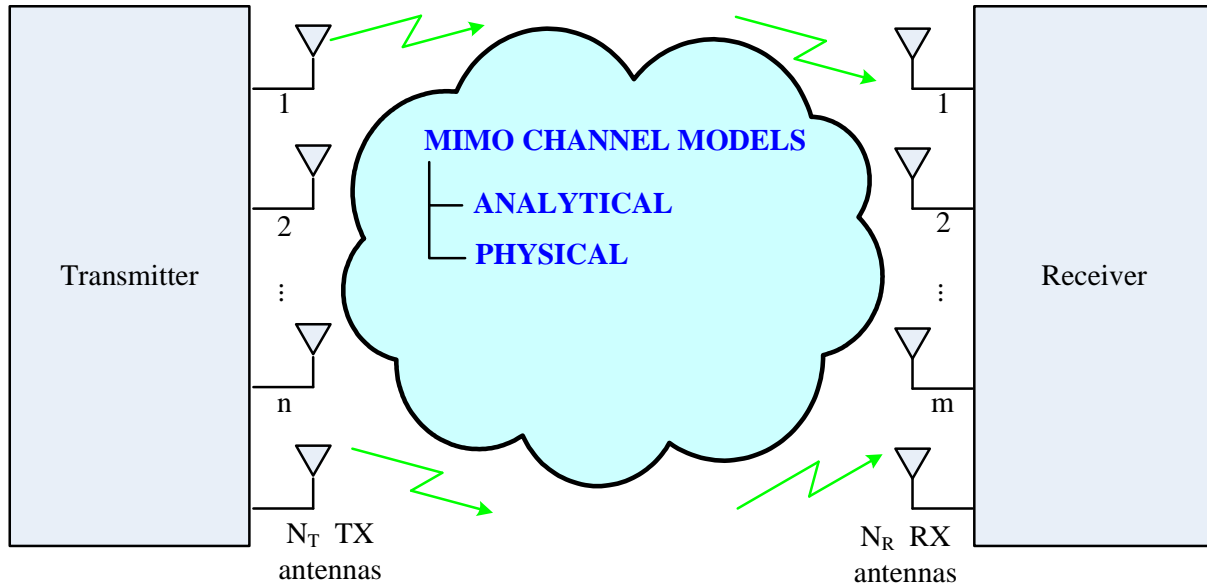 1
1
MIMO CHANNEL MODELS
2
ANALYTICAL
2
PHYSICAL
Transmitter
...
...
Receiver
n
m
N_T TX
antennas
N_R RX
antennas